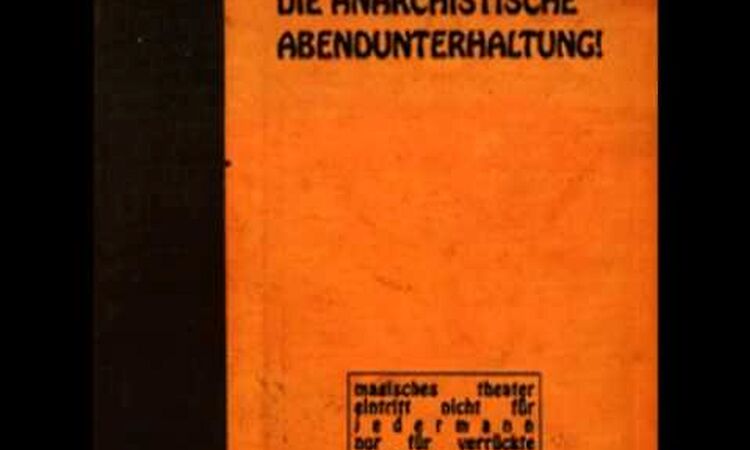 DIE ANARCHISTISCHE
ABENDUNTERHALTUNG!
magisches theater
eintritt nicht für
jedermann
nur für verrückte